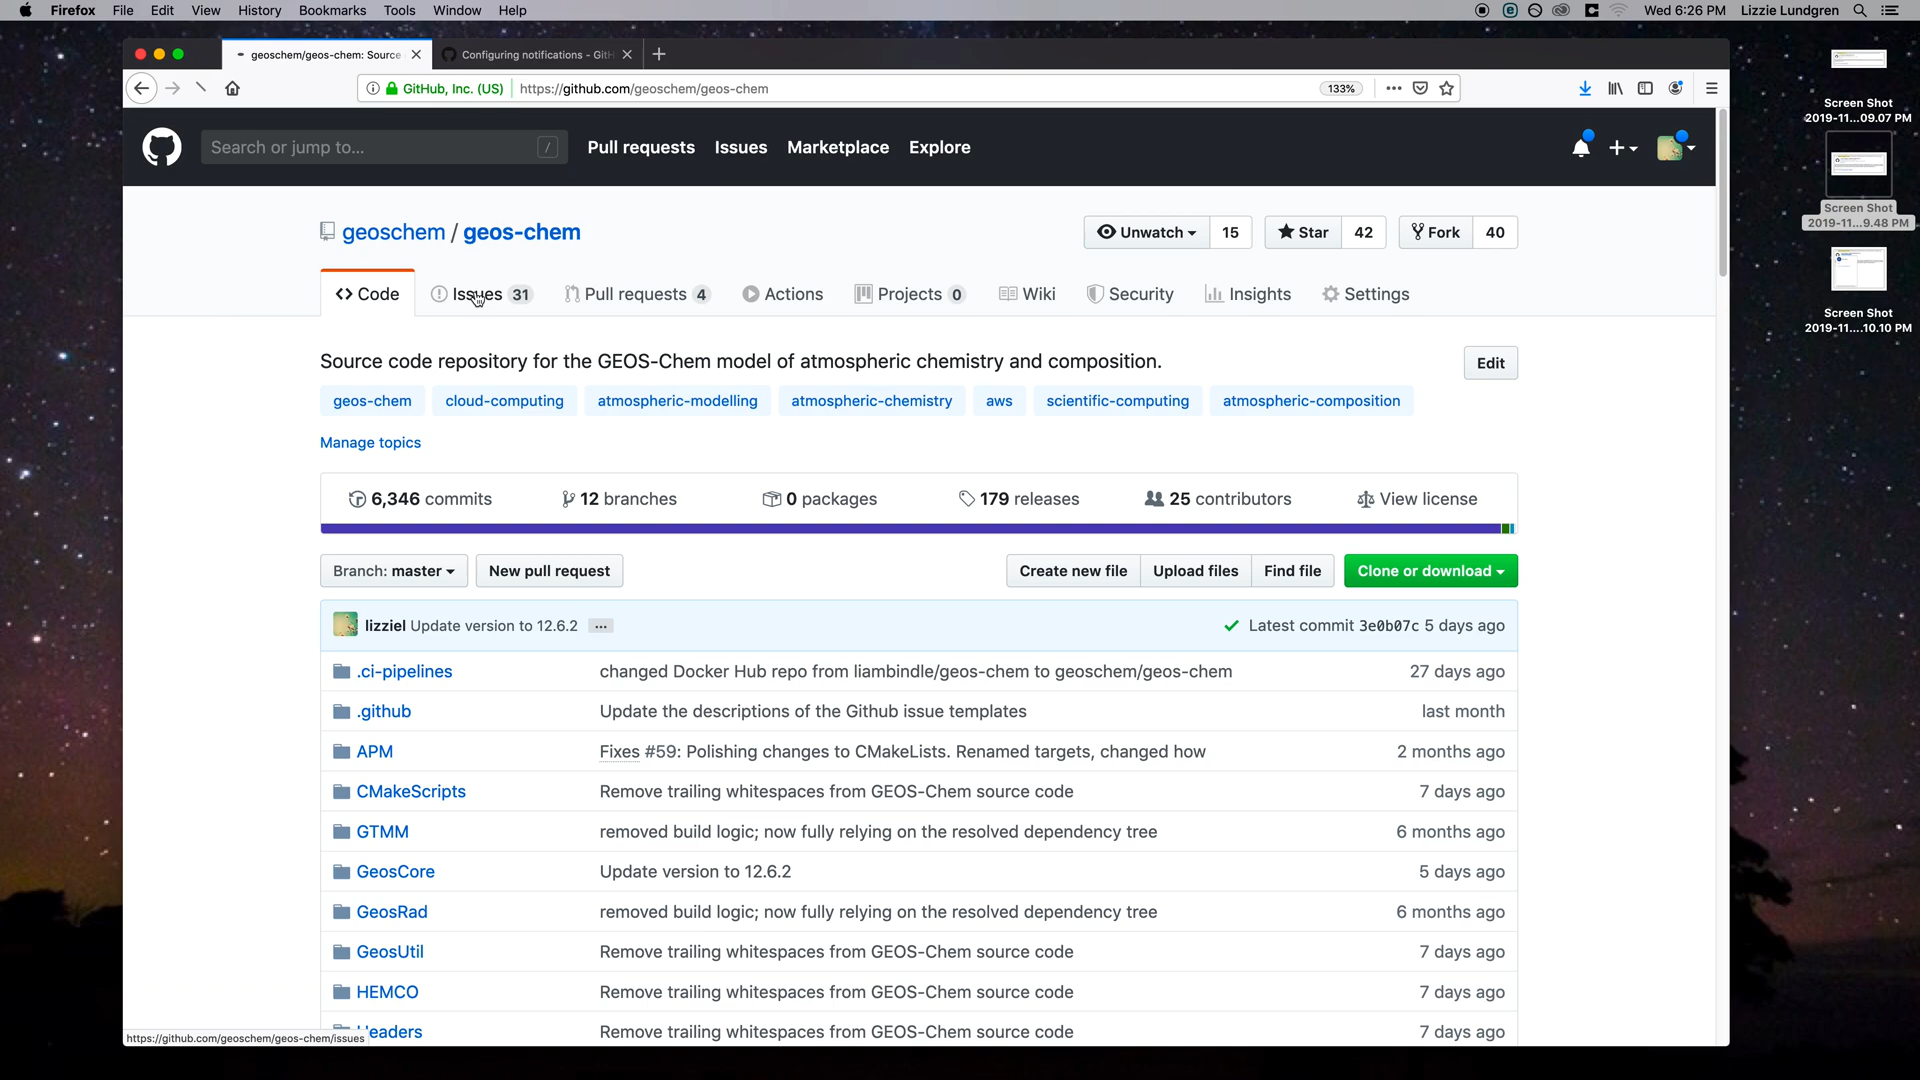 Firefox File Edit View History Bookmarks Tools Window Help Wed 6:26 PM Lizzie Lundgren
geoschem/geos-chem: Source Configuring notifications - GitH
GitHub, Inc. (US) https://github.com/geoschem/geos-chem 133%
Search or jump to... / Pull requests Issues Marketplace Explore
geoschem / geos-chem Unwatch 15 Star 42 Fork 40
Code Issues 31 Pull requests 4 Actions Projects 0 Wiki Security Insights Settings
Source code repository for the GEOS-Chem model of atmospheric chemistry and composition. Edit
geos-chem cloud-computing atmospheric-modelling atmospheric-chemistry aws scientific-computing atmospheric-composition
Manage topics
6,346 commits 12 branches 0 packages 179 releases 25 contributors View license
Branch: master New pull request Create new file Upload files Find file Clone or download
lizziel Update version to 12.6.2 ... Latest commit 3e0b07c 5 days ago
.ci-pipelines changed Docker Hub repo from liambindle/geos-chem to geoschem/geos-chem 27 days ago
.github Update the descriptions of the Github issue templates last month
APM Fixes #59: Polishing changes to CMakeLists. Renamed targets, changed how 2 months ago
CMakeScripts Remove trailing whitespaces from GEOS-Chem source code 7 days ago
GTMM removed build logic; now fully relying on the resolved dependency tree 6 months ago
GeosCore Update version to 12.6.2 5 days ago
GeosRad removed build logic; now fully relying on the resolved dependency tree 6 months ago
GeosUtil Remove trailing whitespaces from GEOS-Chem source code 7 days ago
HEMCO Remove trailing whitespaces from GEOS-Chem source code 7 days ago
Headers Remove trailing whitespaces from GEOS-Chem source code 7 days ago
https://github.com/geoschem/geos-chem/issues
Screen Shot
2019-11...09.07 PM
Screen Shot
2019-11...9.48 PM
Screen Shot
2019-11....10.10 PM